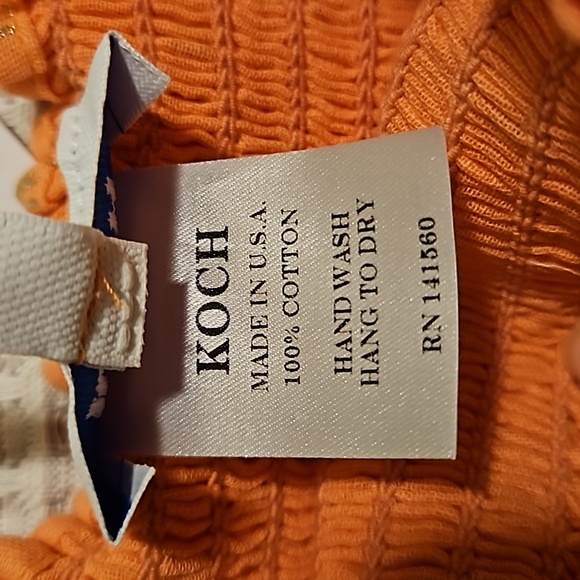 KOCH
MADE IN U.S.A.
100% COTTON
HAND WASH
HANG TO DRY
RN 141560